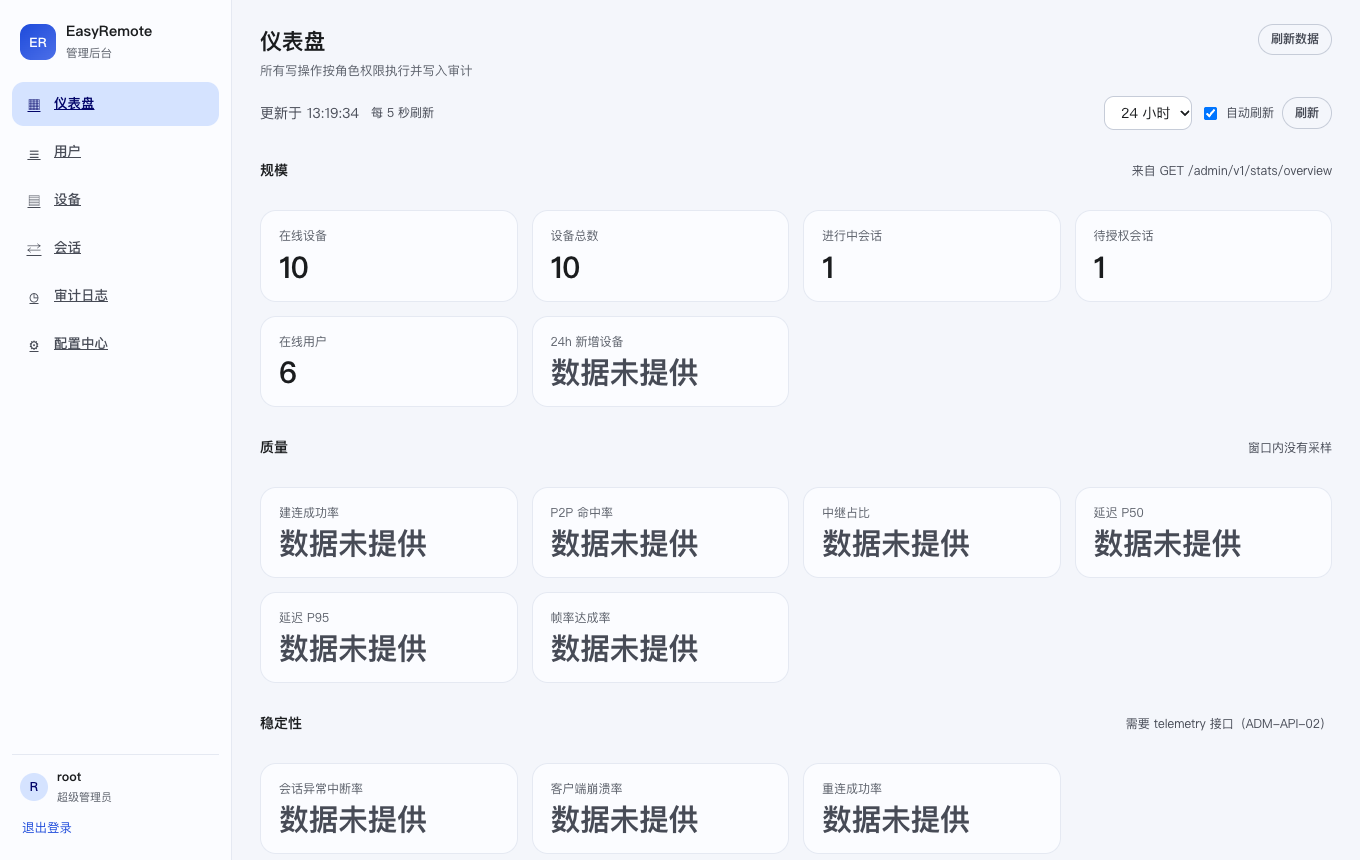 ER
EasyRemote
管理后台
仪表盘
用户
设备
会话
审计日志
配置中心
root
R
超级管理员
退出登录
仪表盘
刷新数据
所有写操作按角色权限执行并写入审计
更新于 13:19:34 每 5 秒刷新
24 小时
自动刷新
刷新
规模
来自 GET /admin/v1/stats/overview
在线设备
10
设备总数
10
进行中会话
1
待授权会话
1
在线用户
6
24h 新增设备
数据未提供
质量
窗口内没有采样
建连成功率
数据未提供
P2P 命中率
数据未提供
中继占比
数据未提供
延迟 P50
数据未提供
延迟 P95
数据未提供
帧率达成率
数据未提供
稳定性
需要 telemetry 接口（ADM-API-02）
会话异常中断率
数据未提供
客户端崩溃率
数据未提供
重连成功率
数据未提供